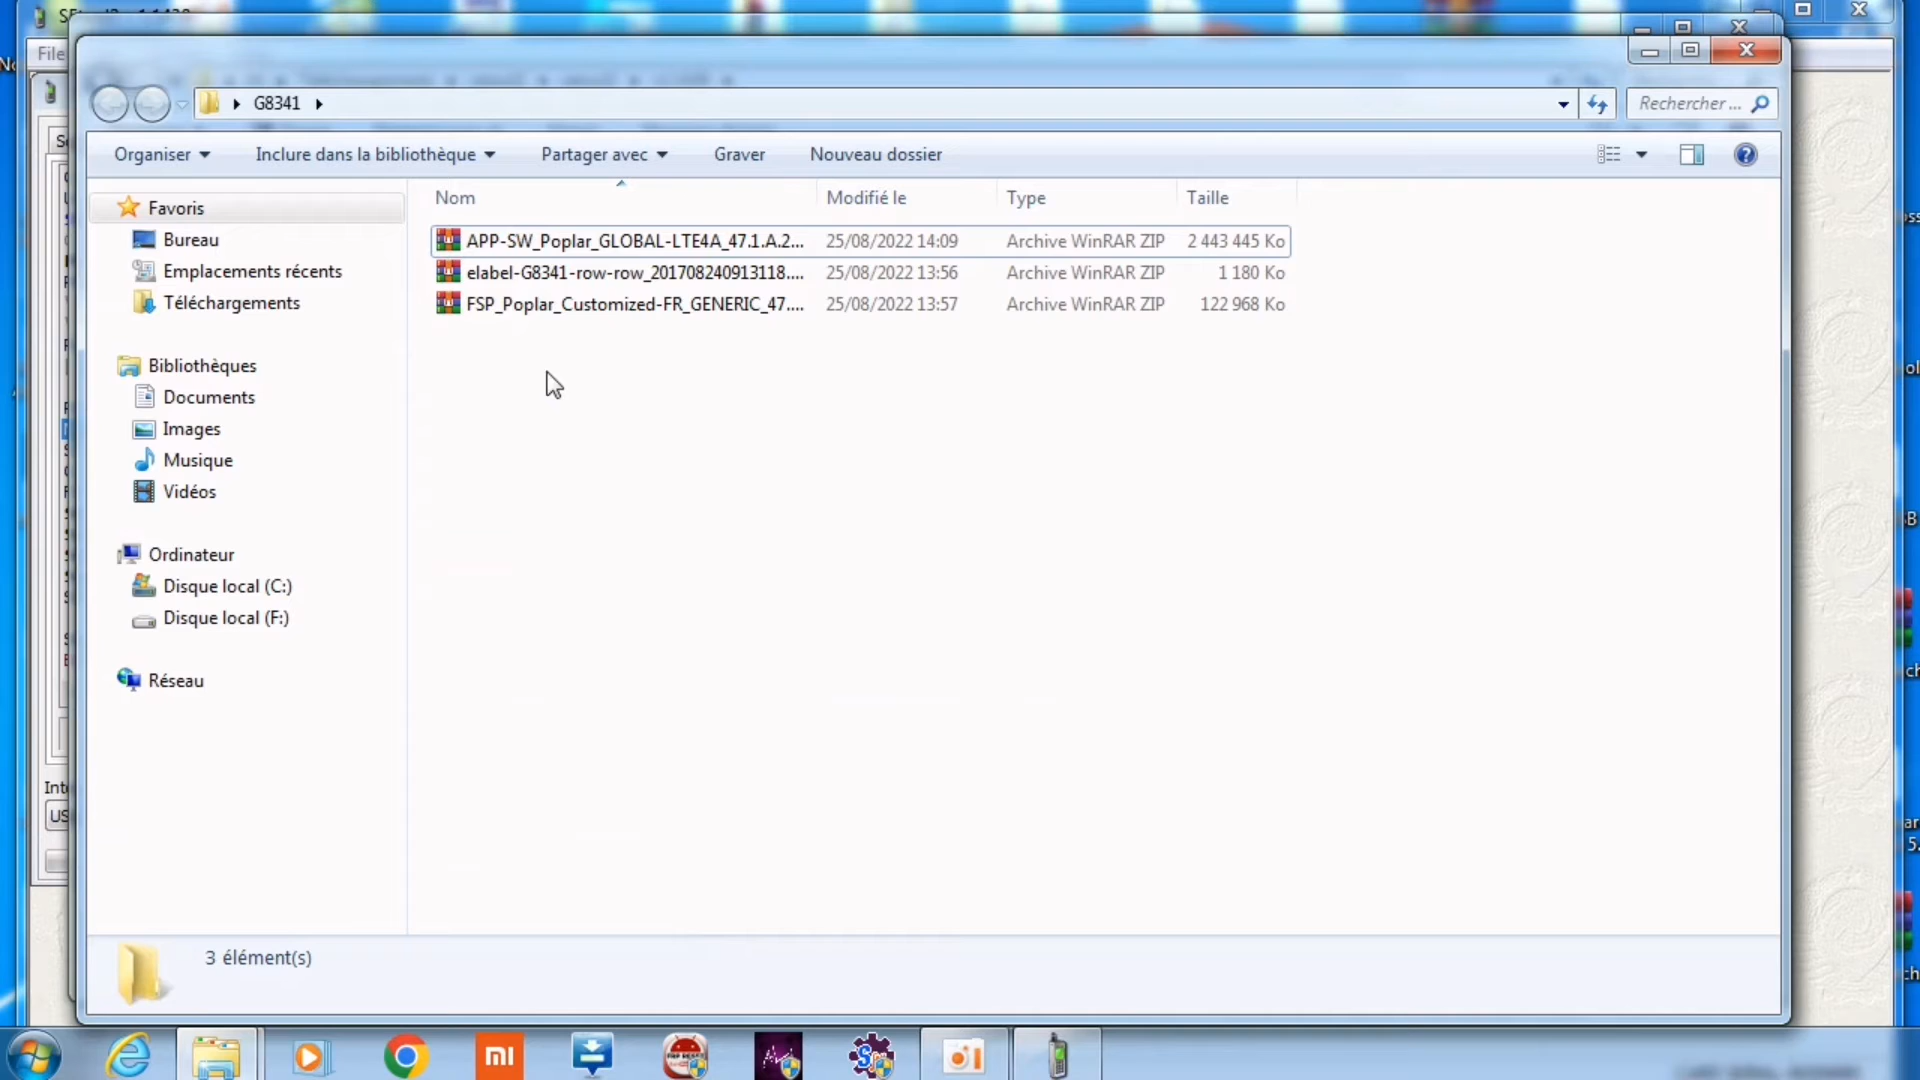 File
G8341
Rechercher ...
Organiser
Inclure dans la bibliothèque
Partager avec
Graver
Nouveau dossier
Nom
Modifié le
Type
Taille
APP-SW_Poplar_GLOBAL-LTE4A_47.1.A.2... 25/08/2022 14:09 Archive WinRAR ZIP 2 443 445 Ko
elabel-G8341-row-row_201708240913118.... 25/08/2022 13:56 Archive WinRAR ZIP 1 180 Ko
FSP_Poplar_Customized-FR_GENERIC_47.... 25/08/2022 13:57 Archive WinRAR ZIP 122 968 Ko
Favoris
Bureau
Emplacements récents
Téléchargements
Bibliothèques
Documents
Images
Musique
Vidéos
Ordinateur
Disque local (C:)
Disque local (F:)
Réseau
3 élément(s)
mi